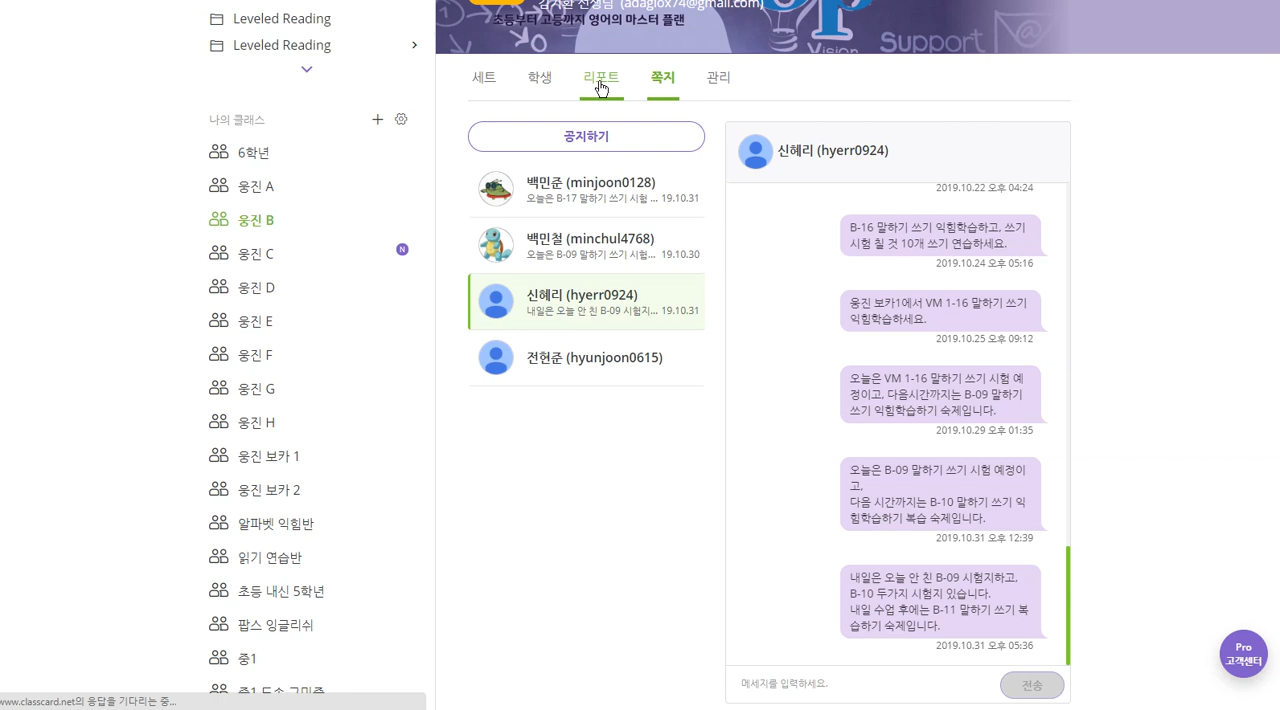 Leveled Reading
Leveled Reading
나의 클래스
6학년
웅진 A
웅진 B
웅진 C
N
웅진 D
웅진 E
웅진 F
웅진 G
웅진 H
웅진 보카 1
웅진 보카 2
알파벳 익힘반
읽기 연습반
초등 내신 5학년
팝스 잉글리쉬
중1
www.classcard.net의 응답을 기다리는 중...
김지환 선생님 (adagiox74@gmail.com)
초등부터 고등까지 영어의 마스터 플랜
Vision
Support
세트
학생
리포트
쪽지
관리
공지하기
백민준 (minjoon0128)
오늘은 B-17 말하기 쓰기 시험 ... 19.10.31
백민철 (minchul4768)
오늘은 B-09 말하기 쓰기 시험... 19.10.30
신혜리 (hyerr0924)
내일은 오늘 안 친 B-09 시험지... 19.10.31
전현준 (hyunjoon0615)
신혜리 (hyerr0924)
2019.10.22 오후 04:24
B-16 말하기 쓰기 익힘학습하고, 쓰기
시험 칠 것 10개 쓰기 연습하세요.
2019.10.24 오후 05:16
웅진 보카1에서 VM 1-16 말하기 쓰기
익힘학습하세요.
2019.10.25 오후 09:12
오늘은 VM 1-16 말하기 쓰기 시험 예
정이고, 다음시간까지는 B-09 말하기
쓰기 익힘학습하기 숙제입니다.
2019.10.29 오후 01:35
오늘은 B-09 말하기 쓰기 시험 예정이
고,
다음 시간까지는 B-10 말하기 쓰기 익
힘학습하기 복습 숙제입니다.
2019.10.31 오후 12:39
내일은 오늘 안 친 B-09 시험지하고,
B-10 두가지 시험지 있습니다.
내일 수업 후에는 B-11 말하기 쓰기 복
습하기 숙제입니다.
2019.10.31 오후 05:36
메세지를 입력하세요.
전송
Pro
고객센터